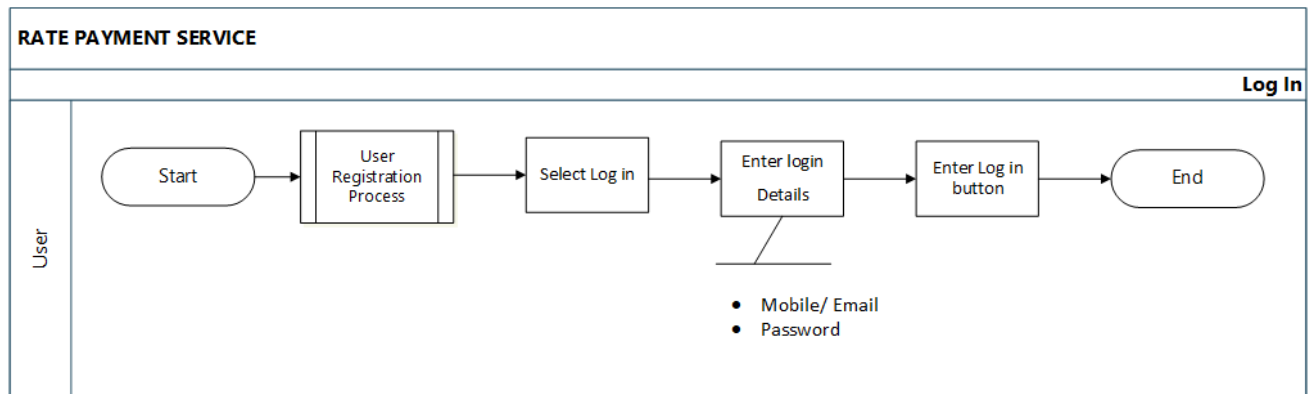 RATE PAYMENT SERVICE
Log In
User
Start
User
Registration
Process
Select Log in
Enter login
Details
Enter Log in
button
End
• Mobile/ Email
• Password